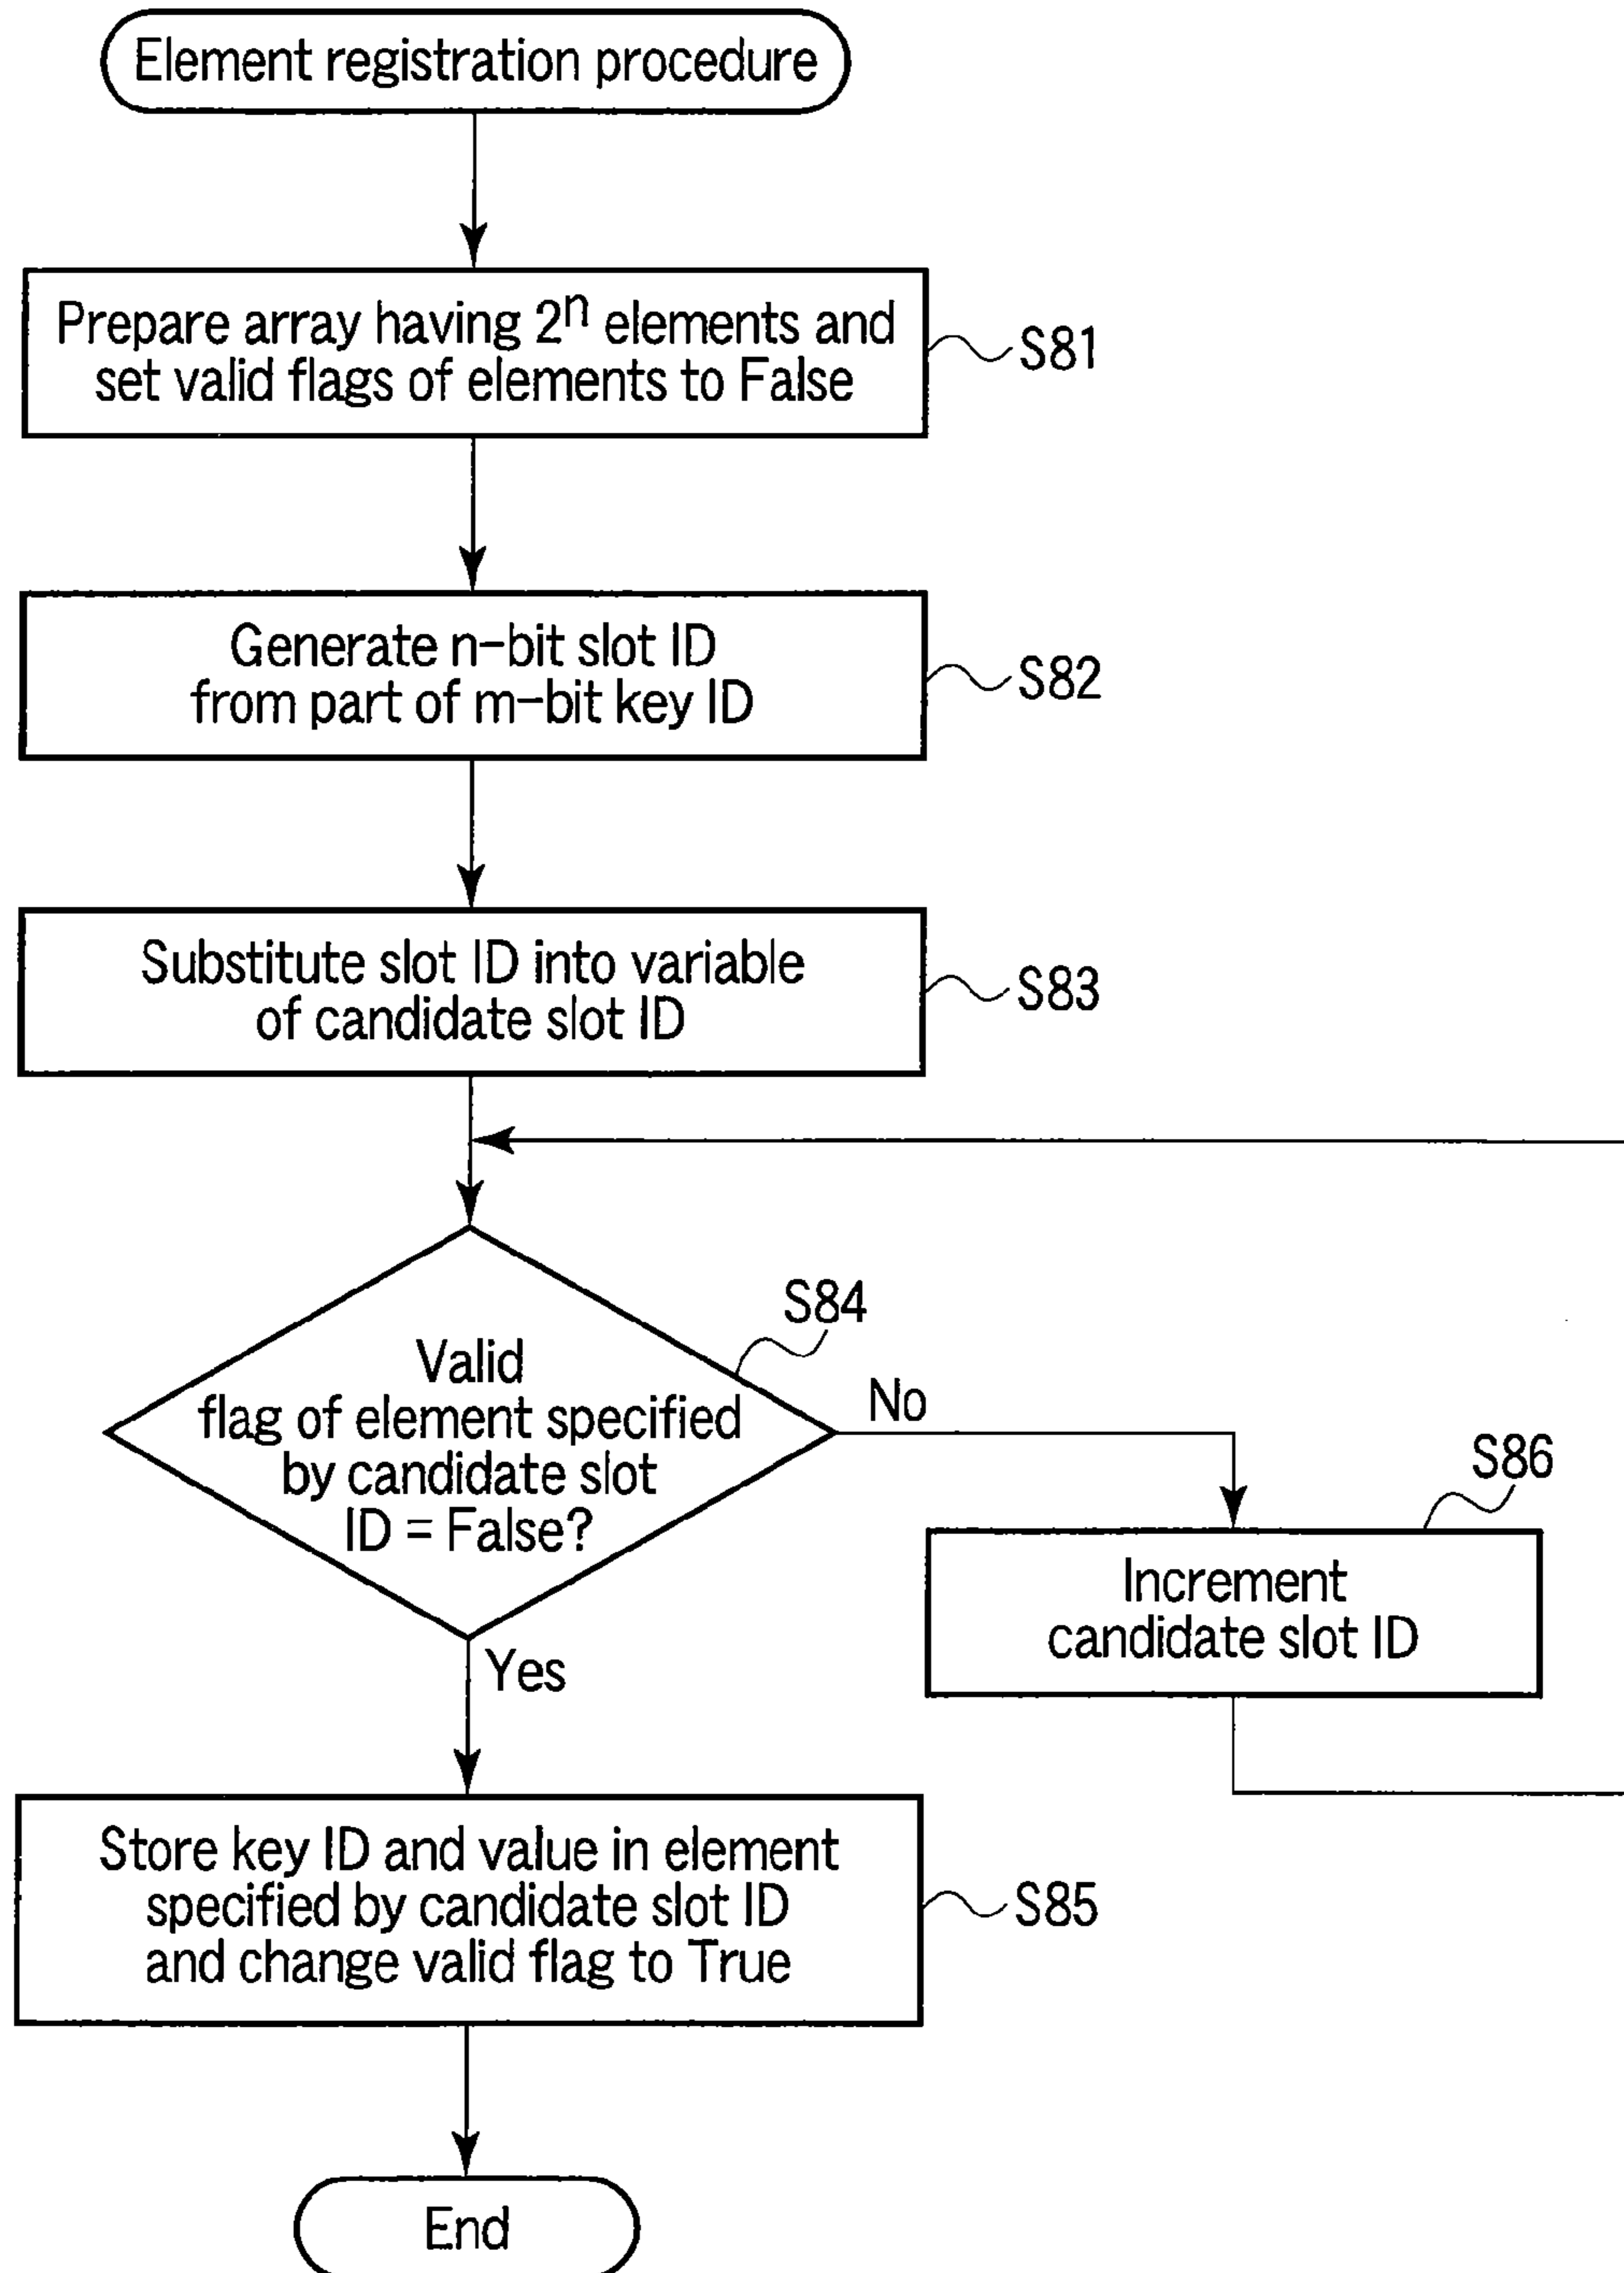 Element registration procedure
Prepare array having 2ⁿ elements and
set valid flags of elements to False
S81
Generate n-bit slot ID
from part of m-bit key ID
S82
Substitute slot ID into variable
of candidate slot ID
S83
S84
Valid
flag of element specified
by candidate slot
ID = False?
No
Yes
S86
Increment
candidate slot ID
Store key ID and value in element
specified by candidate slot ID
and change valid flag to True
S85
End